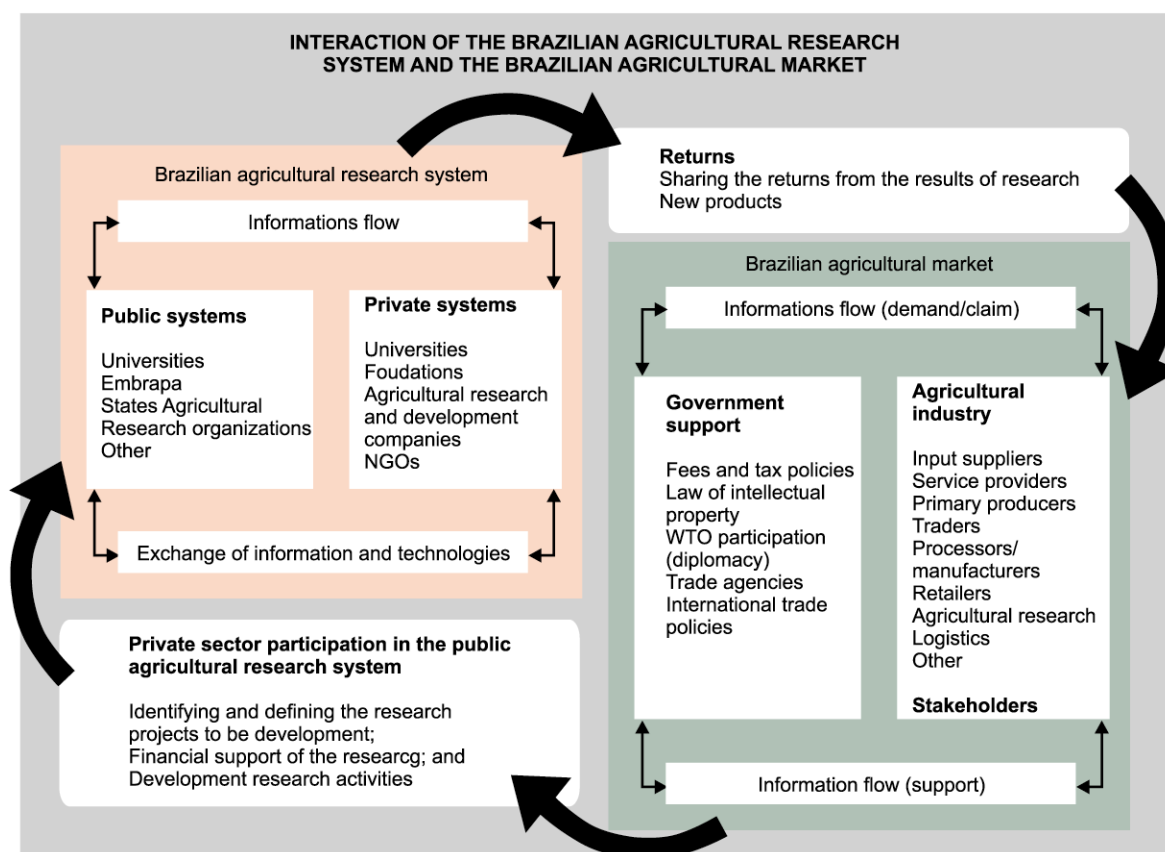 INTERACTION OF THE BRAZILIAN AGRICULTURAL RESEARCH
SYSTEM AND THE BRAZILIAN AGRICULTURAL MARKET
Brazilian agricultural research system
Informations flow
Public systems
Universities
Embrapa
States Agricultural
Research organizations
Other
Private systems
Universities
Foudations
Agricultural research
and development
companies
NGOs
Exchange of information and technologies
Returns
Sharing the returns from the results of research
New products
Brazilian agricultural market
Informations flow (demand/claim)
Government
support
Fees and tax policies
Law of intellectual
property
WTO participation
(diplomacy)
Trade agencies
International trade
policies
Agricultural
industry
Input suppliers
Service providers
Primary producers
Traders
Processors/
manufacturers
Retailers
Agricultural research
Logistics
Other
Stakeholders
Information flow (support)
Private sector participation in the public
agricultural research system
Identifying and defining the research
projects to be development;
Financial support of the researcg; and
Development research activities